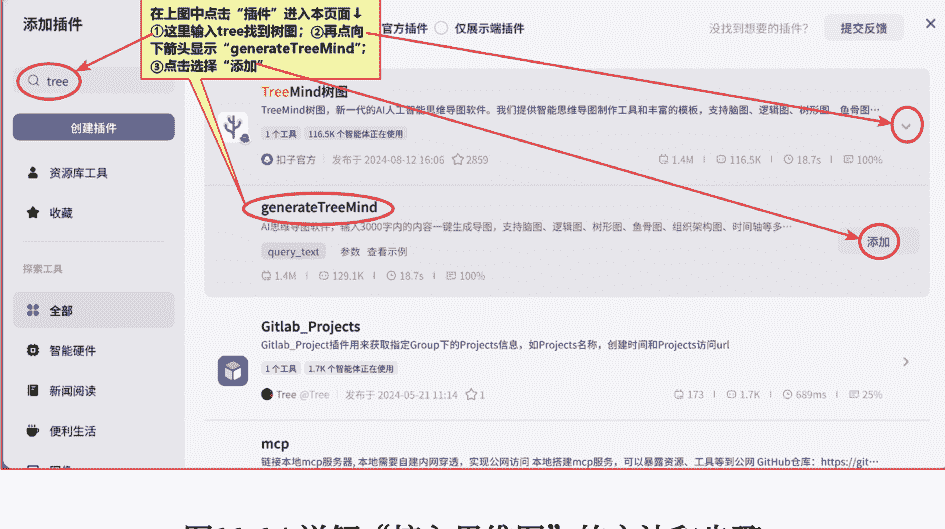 添加插件
在上图中点击“插件”进入本页面↓
①这里输入tree找到树图；②再点向
下箭头显示“generateTreeMind”；
③点击选择“添加”
官方插件 仅展示端插件
没找到想要的插件？
提交反馈
tree
创建插件
资源库工具
收藏
探索工具
全部
智能硬件
新闻阅读
便利生活
TreeMind树图
TreeMind树图，新一代的AI人工智能思维导图软件。我们提供智能思维导图制作工具和丰富的模板，支持脑图、逻辑图、树形图、鱼骨图…
1 个工具 116.5K 个智能体正在使用
扣子官方 发布于 2024-08-12 16:06 2859
1.4M 116.5K 18.7s 100%
generateTreeMind
AI思维导图软件，输入3000字内的内容一键生成导图，支持脑图、逻辑图、树形图、鱼骨图、组织架构图、时间轴等多…
query_text 参数 查看示例
添加
1.4M 129.1K 18.7s 100%
Gitlab_Projects
Gitlab_Project插件用来获取指定Group下的Projects信息，如Projects名称，创建时间和Projects访问url
1 个工具 1.7K 个智能体正在使用
Tree @Tree 发布于 2024-05-21 11:14 1
173 1.7K 689ms 25%
mcp
链接本地mcp服务器, 本地需要自建内网穿透，实现公网访问 本地搭建mcp服务，可以暴露资源、工具等到公网 GitHub仓库：https://git…